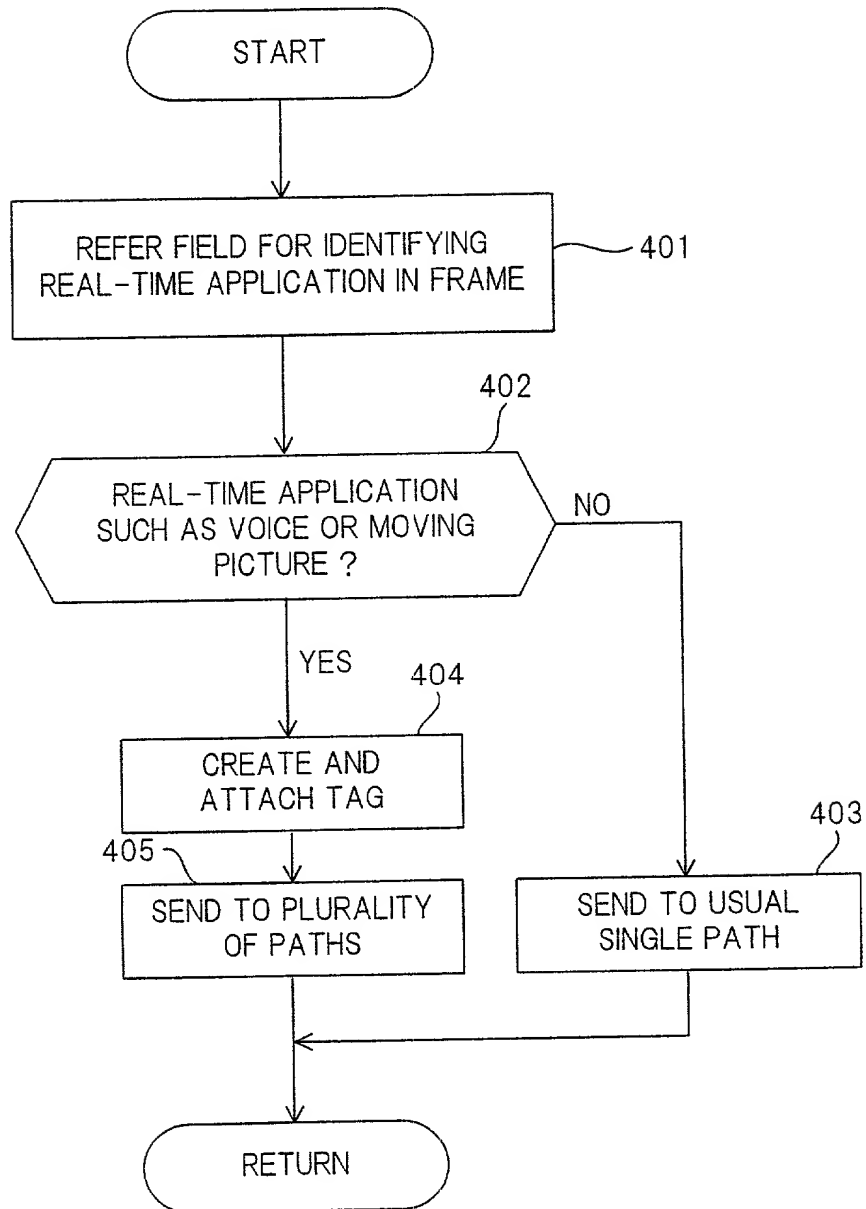 START
REFER FIELD FOR IDENTIFYING
REAL-TIME APPLICATION IN FRAME
401
402
REAL-TIME APPLICATION
SUCH AS VOICE OR MOVING
PICTURE ?
NO
YES
404
CREATE AND
ATTACH TAG
405
403
SEND TO PLURALITY
OF PATHS
SEND TO USUAL
SINGLE PATH
RETURN